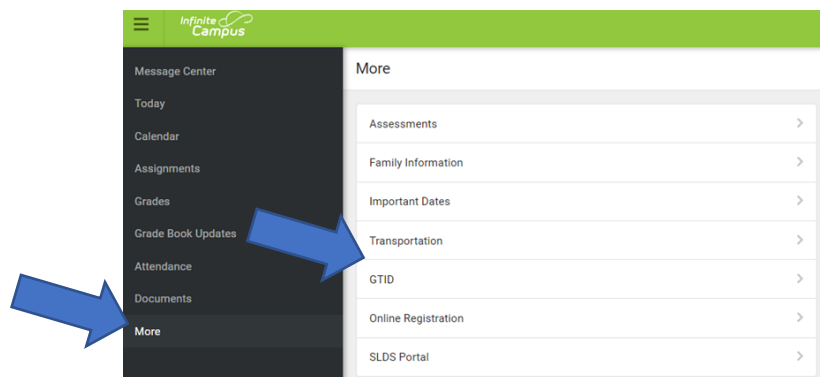 Infinite
Campus
Message Center
Today
Calendar
Assignments
Grades
Grade Book Updates
Attendance
Documents
More
More
Assessments
Family Information
Important Dates
Transportation
GTID
Online Registration
SLDS Portal